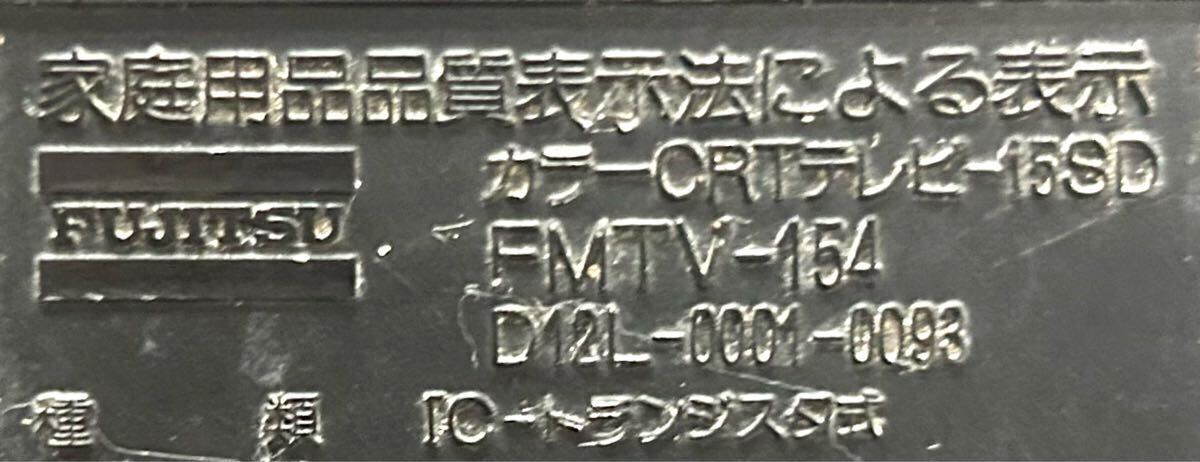 家庭用品品質表示法による表示
FUJITSU
カラーCRTテレビ-15SD
FMTV-154
D12L-0001-0093
種類 IC-トランジスタ式